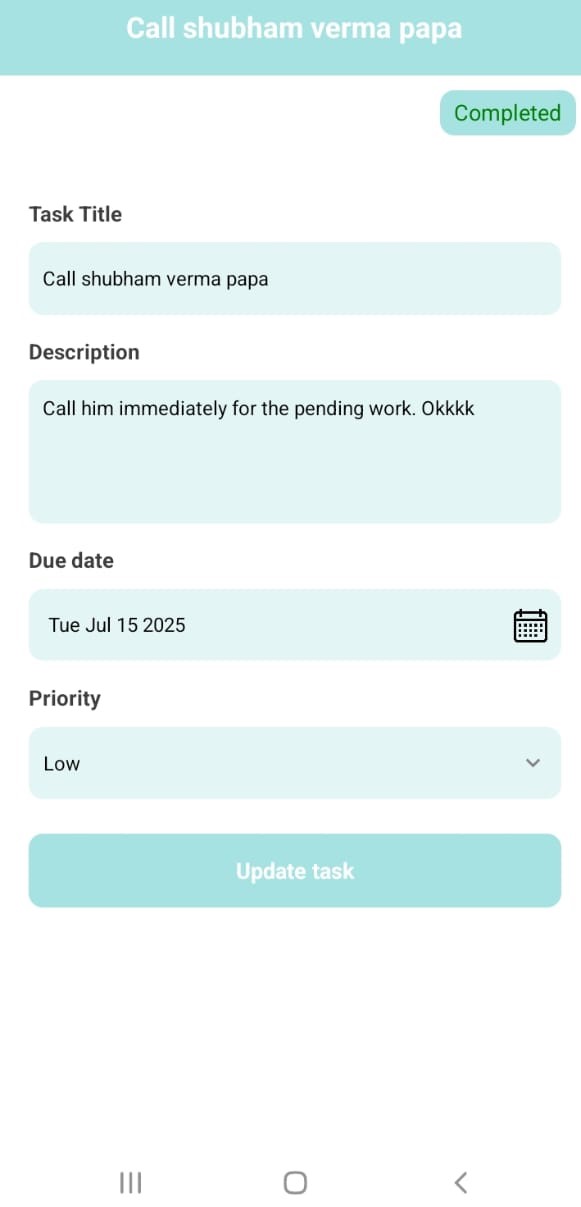 Call shubham verma papa
Completed
Task Title
Call shubham verma papa
Description
Call him immediately for the pending work. Okkkk
Due date
Tue Jul 15 2025
Priority
Low
Update task